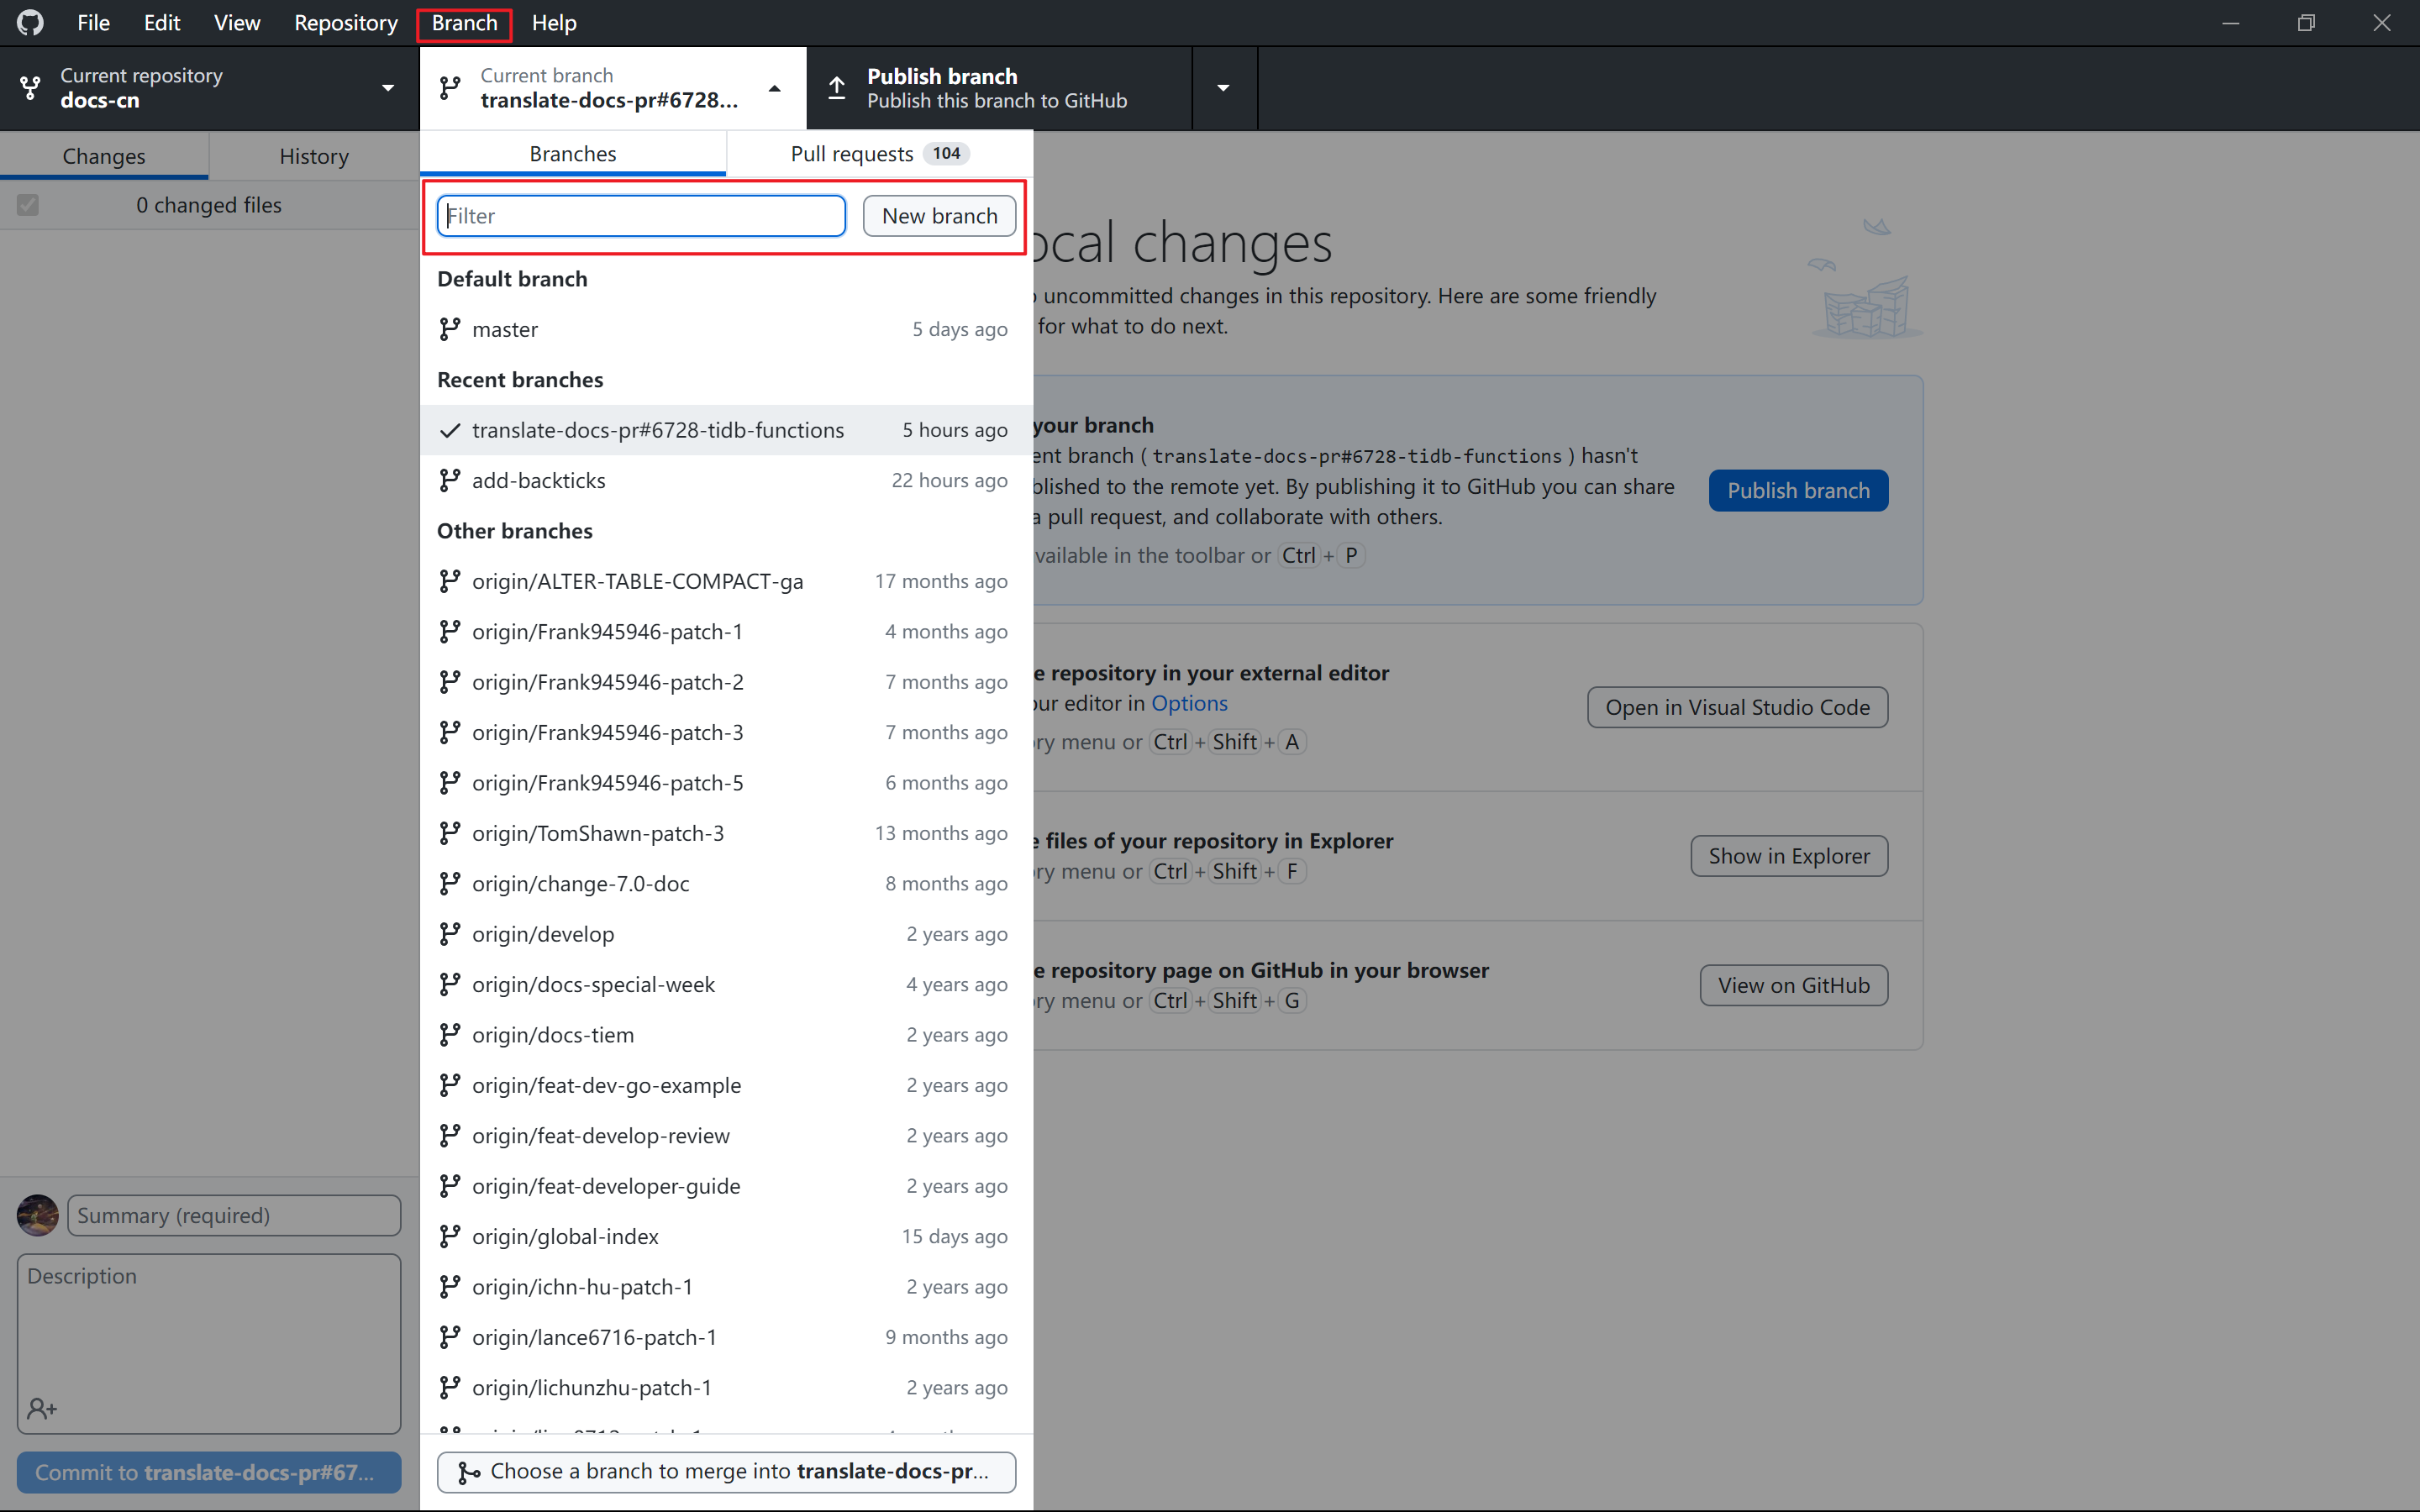 File Edit View Repository Branch Help
Current repository
docs-cn
Current branch
translate-docs-pr#6728...
Publish branch
Publish this branch to GitHub
Changes History
0 changed files
Branches Pull requests 104
Filter New branch
Default branch
master 5 days ago
Recent branches
translate-docs-pr#6728-tidb-functions 5 hours ago
add-backticks 22 hours ago
Other branches
origin/ALTER-TABLE-COMPACT-ga 17 months ago
origin/Frank945946-patch-1 4 months ago
origin/Frank945946-patch-2 7 months ago
origin/Frank945946-patch-3 7 months ago
origin/Frank945946-patch-5 6 months ago
origin/TomShawn-patch-3 13 months ago
origin/change-7.0-doc 8 months ago
origin/develop 2 years ago
origin/docs-special-week 4 years ago
origin/docs-tiem 2 years ago
origin/feat-dev-go-example 2 years ago
origin/feat-develop-review 2 years ago
origin/feat-developer-guide 2 years ago
origin/global-index 15 days ago
origin/ichn-hu-patch-1 2 years ago
origin/lance6716-patch-1 9 months ago
origin/lichunzhu-patch-1 2 years ago
Choose a branch to merge into translate-docs-pr...
ocal changes
uncommitted changes in this repository. Here are some friendly
for what to do next.
your branch
ent branch ( translate-docs-pr#6728-tidb-functions ) hasn't
blished to the remote yet. By publishing it to GitHub you can share
a pull request, and collaborate with others.
vailable in the toolbar or Ctrl + P
Publish branch
e repository in your external editor
our editor in Options
ry menu or Ctrl + Shift + A
Open in Visual Studio Code
e files of your repository in Explorer
ry menu or Ctrl + Shift + F
Show in Explorer
e repository page on GitHub in your browser
ry menu or Ctrl + Shift + G
View on GitHub
Summary (required)
Description
Commit to translate-docs-pr#67...